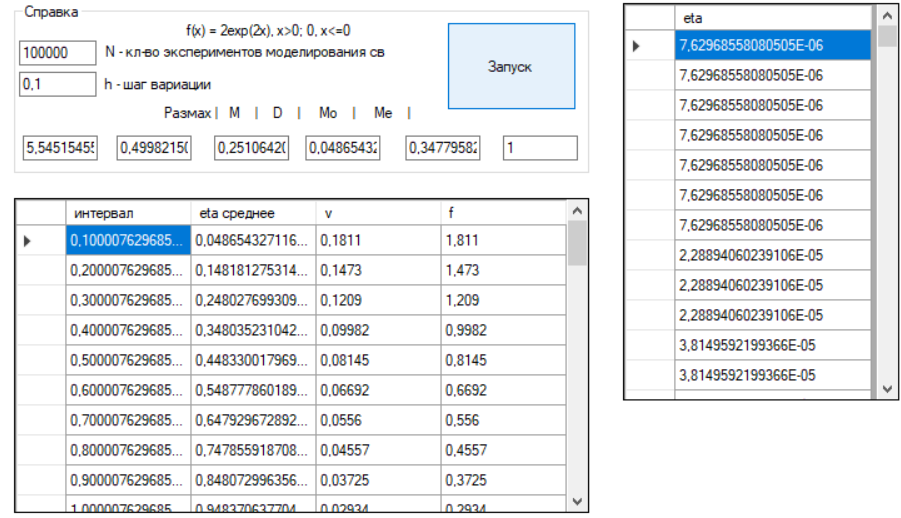 Справка
f(x) = 2exp(2x), x>0; 0, x<=0
100000 N - кл-во экспериментов моделирования св
0,1 h - шаг вариации
Запуск
Размах | M | D | Mo | Me |
5,5451545 0,4998215 0,2510642 0,0486543 0,3477958 1
интервал eta среднее v f
0,100007629685... 0,048654327116... 0,1811 1,811
0,200007629685... 0,148181275314... 0,1473 1,473
0,300007629685... 0,248027699309... 0,1209 1,209
0,400007629685... 0,348035231042... 0,09982 0,9982
0,500007629685... 0,448330017969... 0,08145 0,8145
0,600007629685... 0,548777860189... 0,06692 0,6692
0,700007629685... 0,647929672892... 0,0556 0,556
0,800007629685... 0,747855918708... 0,04557 0,4557
0,900007629685... 0,848072996356... 0,03725 0,3725
1,000007629685... 0,948370637704... 0,02934 0,2934
eta
7,62968558080505E-06
7,62968558080505E-06
7,62968558080505E-06
7,62968558080505E-06
7,62968558080505E-06
7,62968558080505E-06
7,62968558080505E-06
2,28894060239106E-05
2,28894060239106E-05
2,28894060239106E-05
3,8149592199366E-05
3,8149592199366E-05